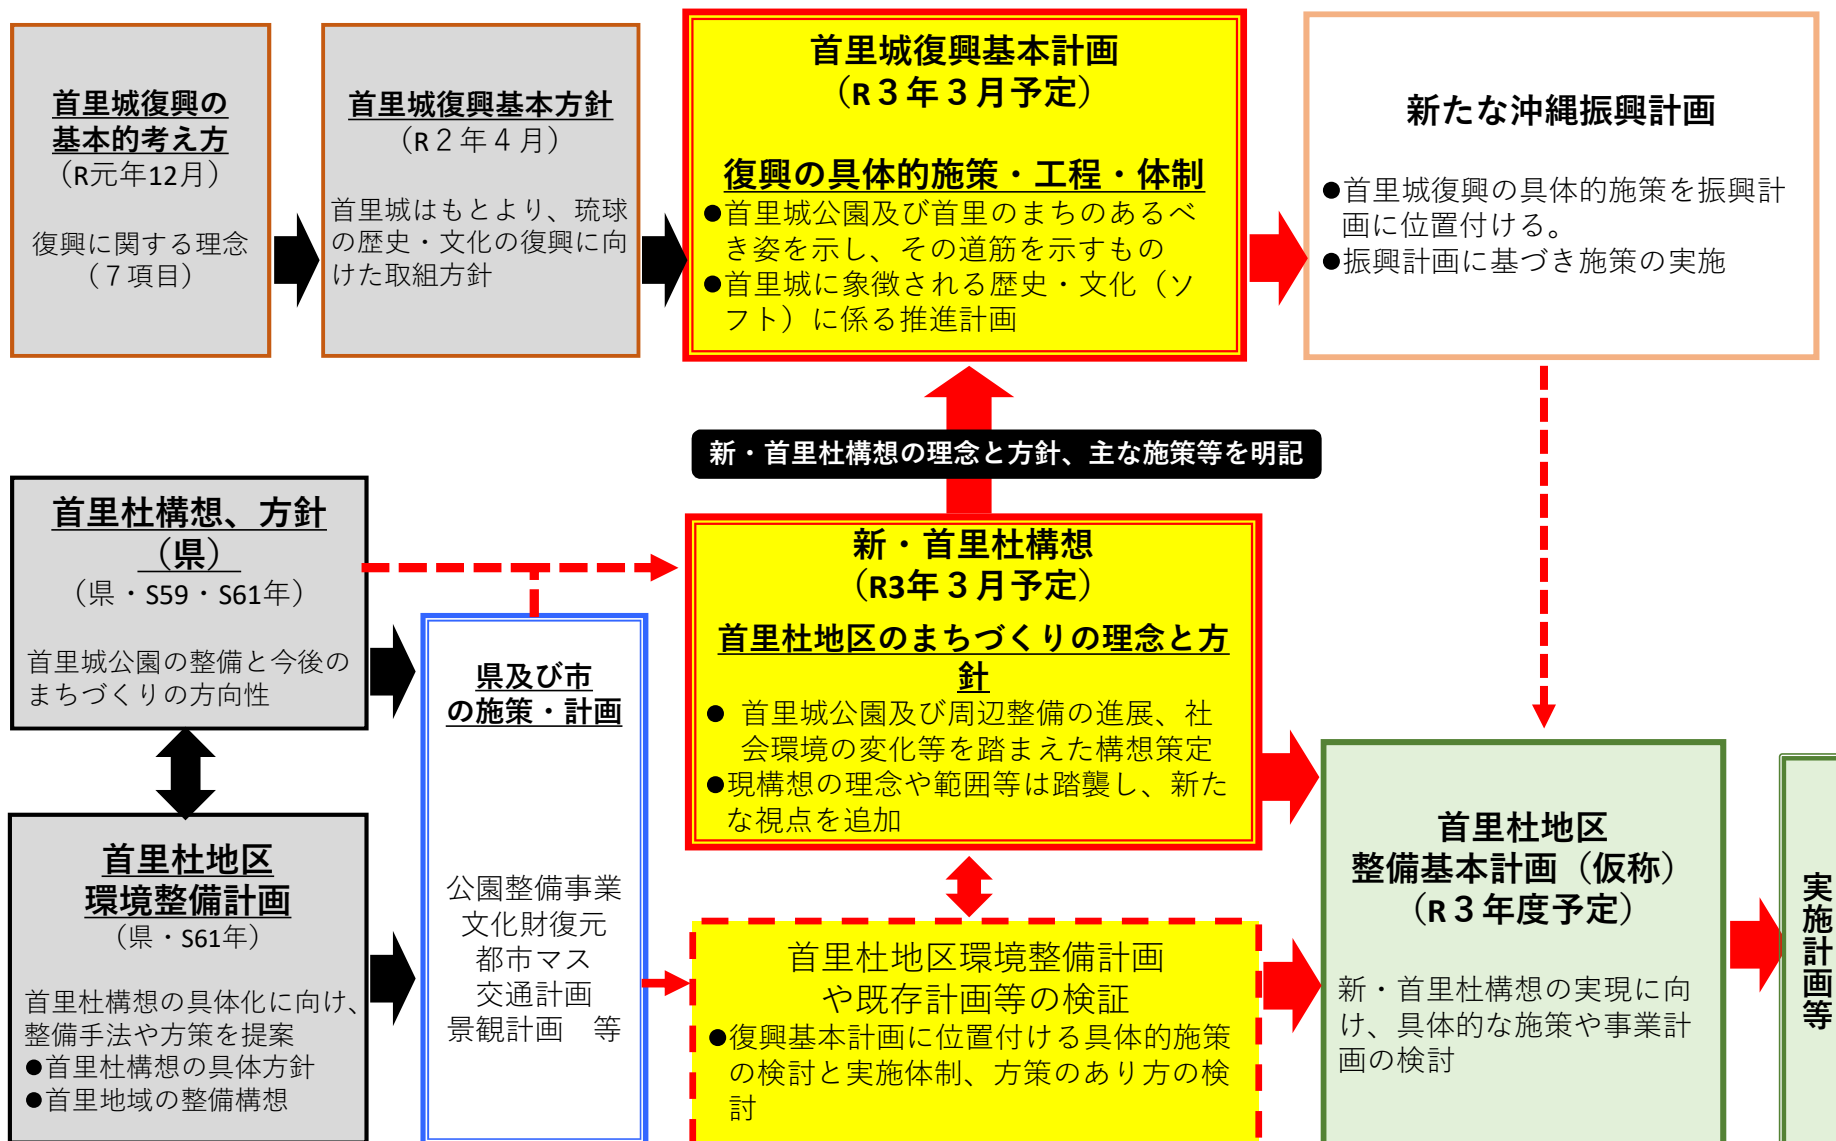 首里城復興の
基本的考え方
（R元年12月）
復興に関する理念
（７項目）
首里城復興基本方針
（R２年４月）
首里城はもとより、琉球
の歴史・文化の復興に向
けた取組方針
首里城復興基本計画
（R３年３月予定）
復興の具体的施策・工程・体制
●首里城公園及び首里のまちのあるべ
き姿を示し、その道筋を示すもの
●首里城に象徴される歴史・文化（ソ
フト）に係る推進計画
新たな沖縄振興計画
●首里城復興の具体的施策を振興計
画に位置付ける。
●振興計画に基づき施策の実施
新・首里杜構想の理念と方針、主な施策等を明記
首里杜構想、方針
（県）
（県・S59・S61年）
首里城公園の整備と今後の
まちづくりの方向性
首里杜地区
環境整備計画
（県・S61年）
首里杜構想の具体化に向け、
整備手法や方策を提案
●首里杜構想の具体方針
●首里地域の整備構想
県及び市
の施策・計画
公園整備事業
文化財復元
都市マス
交通計画
景観計画　等
新・首里杜構想
（R3年３月予定）
首里杜地区のまちづくりの理念と方
針
● 首里城公園及び周辺整備の進展、社
会環境の変化等を踏まえた構想策定
●現構想の理念や範囲等は踏襲し、新た
な視点を追加
首里杜地区環境整備計画
や既存計画等の検証
●復興基本計画に位置付ける具体的施策
の検討と実施体制、方策のあり方の検
討
首里杜地区
整備基本計画（仮称）
（R３年度予定）
新・首里杜構想の実現に向
け、具体的な施策や事業計
画の検討
実施計画等